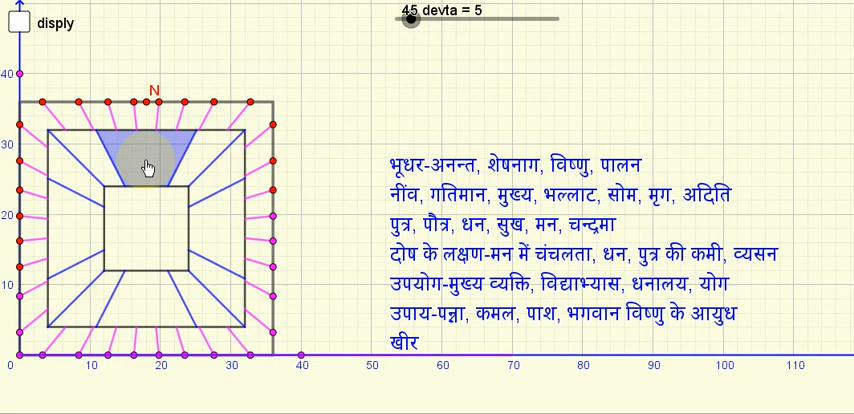 45 devta = 5
disply
N
40
30
20
10
0
10 20 30 40 50 60 70 80 90 100 110
भूधर-अनन्त, शेषनाग, विष्णु, पालन
नींव, गतिमान, मुख्य, भल्लाट, सोम, मृग, अदिति
पुत्र, पौत्र, धन, सुख, मन, चन्द्रमा
दोष के लक्षण-मन में चंचलता, धन, पुत्र की कमी, व्यसन
उपयोग-मुख्य व्यक्ति, विद्याभ्यास, धनालय, योग
उपाय-पन्ना, कमल, पाश, भगवान विष्णु के आयुध
खीर